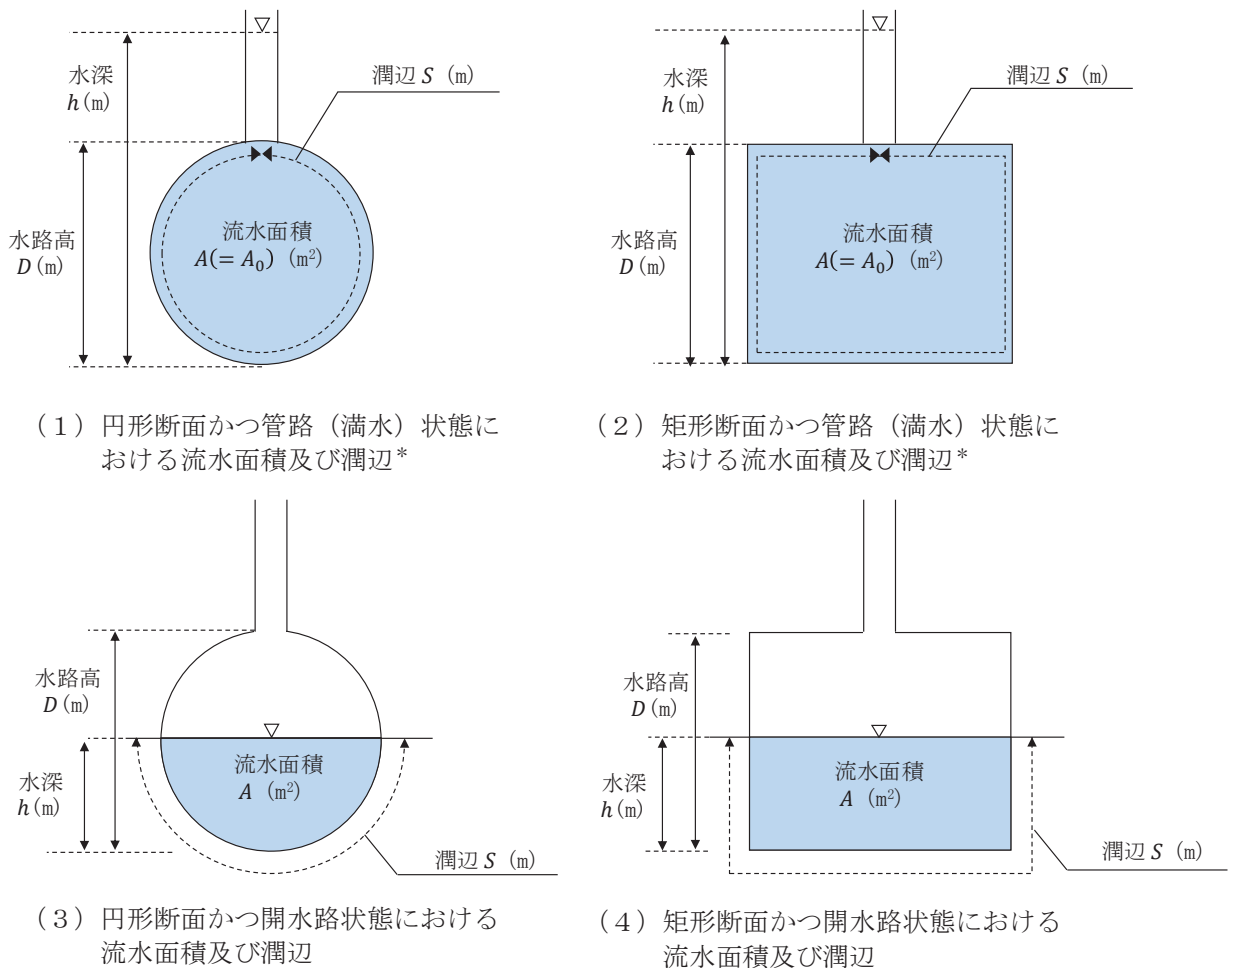 水深
h(m)
潤辺 S (m)
水路高
D(m)
流水面積
A(= A₀) (m²)
(1) 円形断面かつ管路(満水)状態に
おける流水面積及び潤辺*
水深
h(m)
潤辺 S (m)
水路高
D(m)
流水面積
A(= A₀) (m²)
(2) 矩形断面かつ管路(満水)状態に
おける流水面積及び潤辺*
水路高
D(m)
水深
h(m)
流水面積
A (m²)
潤辺 S (m)
(3) 円形断面かつ開水路状態における
流水面積及び潤辺
水路高
D(m)
水深
h(m)
流水面積
A (m²)
潤辺 S (m)
(4) 矩形断面かつ開水路状態における
流水面積及び潤辺